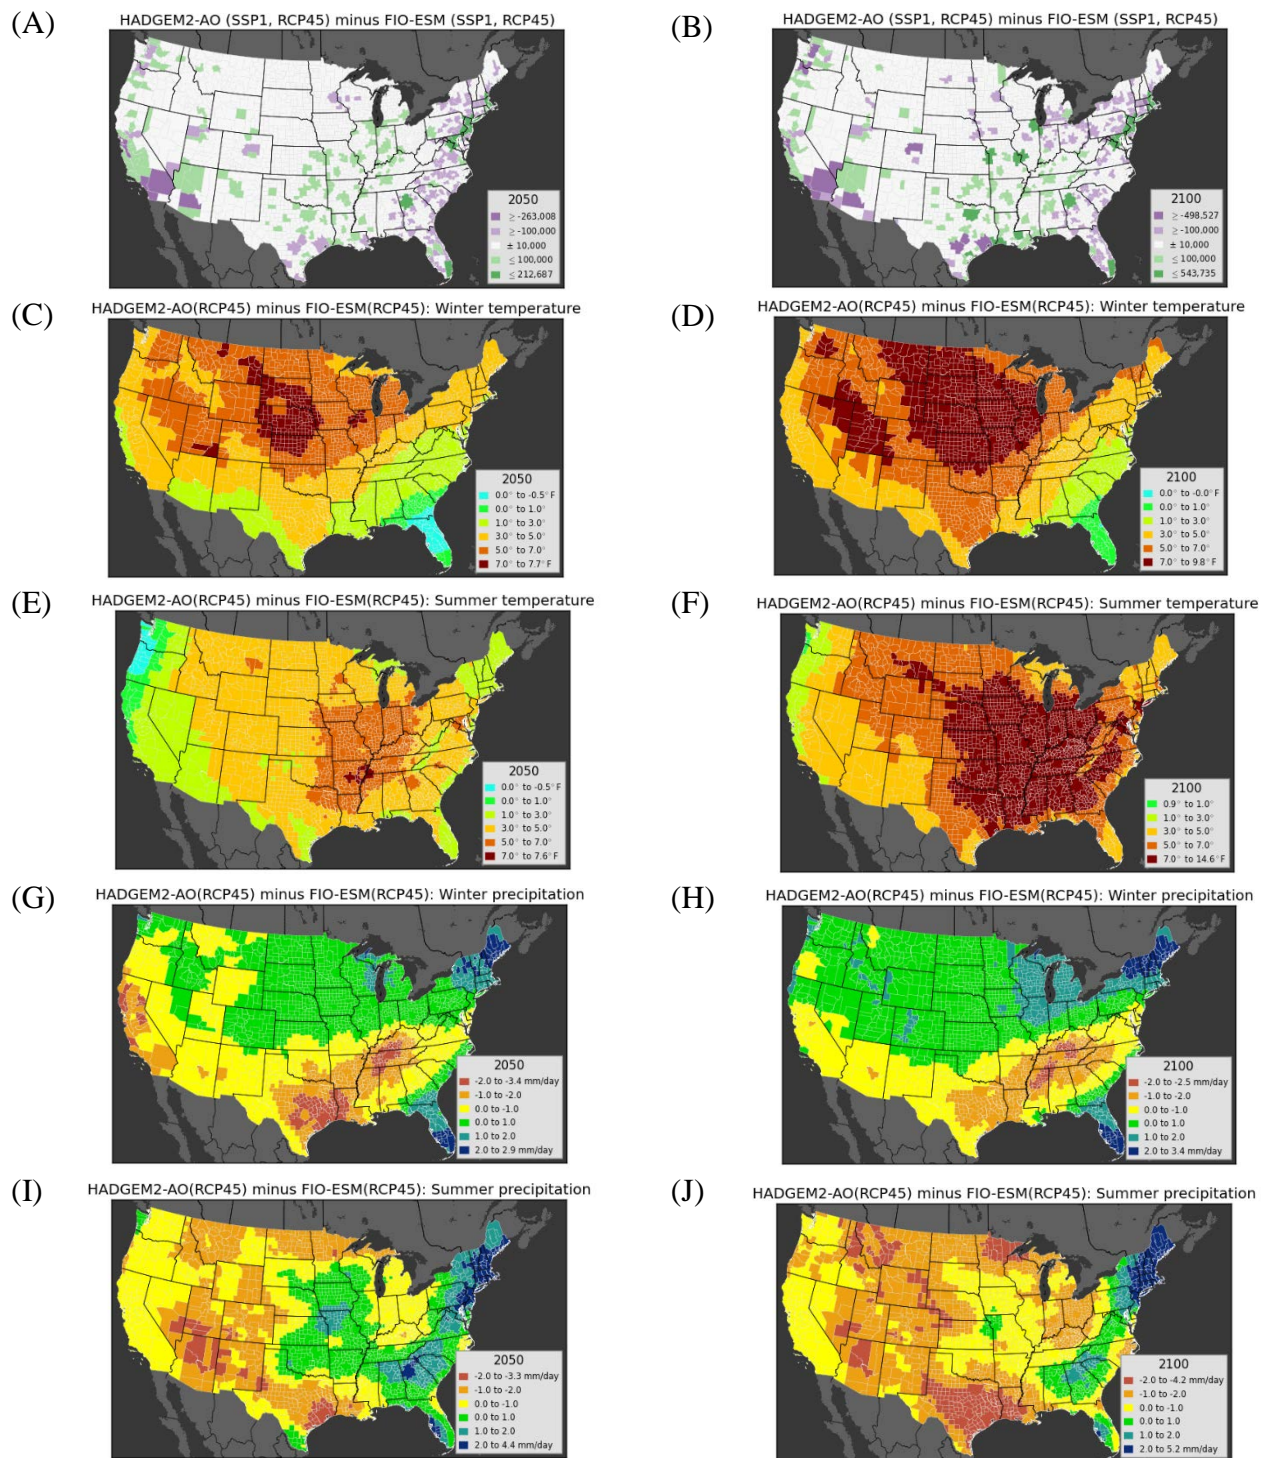 (A)
HADGEM2-AO (SSP1, RCP45) minus FIO-ESM (SSP1, RCP45)
2050
≥ -263,008
≥ -100,000
± 10,000
≤ 100,000
≤ 212,687
(B)
HADGEM2-AO (SSP1, RCP45) minus FIO-ESM (SSP1, RCP45)
2100
≥ -498,527
≥ -100,000
± 10,000
≤ 100,000
≤ 543,735
(C)
HADGEM2-AO(RCP45) minus FIO-ESM(RCP45): Winter temperature
2050
0.0° to -0.5°F
0.0° to 1.0°
1.0° to 3.0°
3.0° to 5.0°
5.0° to 7.0°
7.0° to 7.7°F
(D)
HADGEM2-AO(RCP45) minus FIO-ESM(RCP45): Winter temperature
2100
0.0° to -0.0°F
0.0° to 1.0°
1.0° to 3.0°
3.0° to 5.0°
5.0° to 7.0°
7.0° to 9.8°F
(E)
HADGEM2-AO(RCP45) minus FIO-ESM(RCP45): Summer temperature
2050
0.0° to -0.5°F
0.0° to 1.0°
1.0° to 3.0°
3.0° to 5.0°
5.0° to 7.0°
7.0° to 7.6°F
(F)
HADGEM2-AO(RCP45) minus FIO-ESM(RCP45): Summer temperature
2100
0.9° to 1.0°
1.0° to 3.0°
3.0° to 5.0°
5.0° to 7.0°
7.0° to 14.6°F
(G)
HADGEM2-AO(RCP45) minus FIO-ESM(RCP45): Winter precipitation
2050
-2.0 to -3.4 mm/day
-1.0 to -2.0
0.0 to -1.0
0.0 to 1.0
1.0 to 2.0
2.0 to 2.9 mm/day
(H)
HADGEM2-AO(RCP45) minus FIO-ESM(RCP45): Winter precipitation
2100
-2.0 to -2.5 mm/day
-1.0 to -2.0
0.0 to -1.0
0.0 to 1.0
1.0 to 2.0
2.0 to 3.4 mm/day
(I)
HADGEM2-AO(RCP45) minus FIO-ESM(RCP45): Summer precipitation
2050
-2.0 to -3.3 mm/day
-1.0 to -2.0
0.0 to -1.0
0.0 to 1.0
1.0 to 2.0
2.0 to 4.4 mm/day
(J)
HADGEM2-AO(RCP45) minus FIO-ESM(RCP45): Summer precipitation
2100
-2.0 to -4.2 mm/day
-1.0 to -2.0
0.0 to -1.0
0.0 to 1.0
1.0 to 2.0
2.0 to 5.2 mm/day